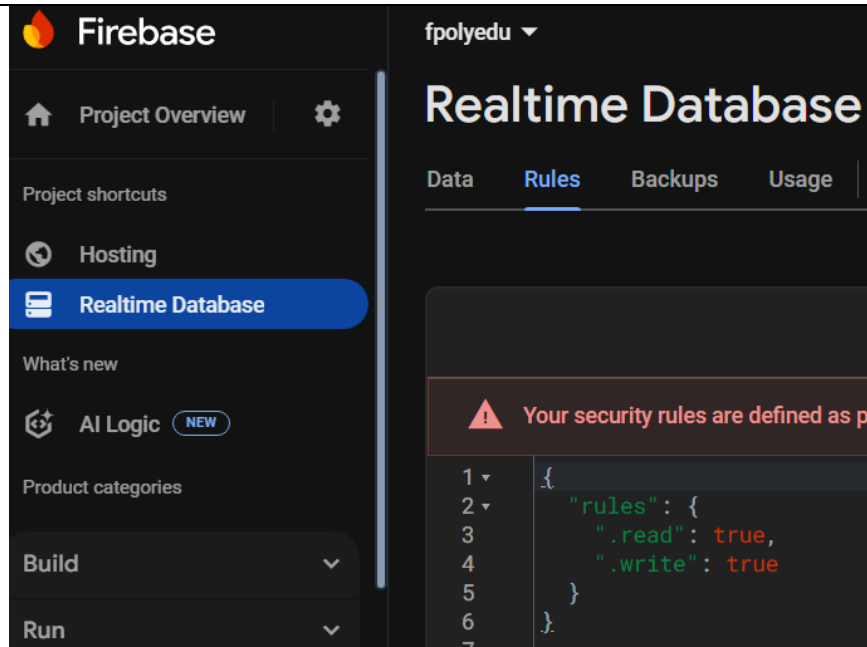 Firebase
Project Overview
Project shortcuts
Hosting
Realtime Database
What's new
AI Logic NEW
Product categories
Build
Run
fpolyedu
Realtime Database
Data Rules Backups Usage
Your security rules are defined as p
1 {
2 "rules": {
3 ".read": true,
4 ".write": true
5 }
6 }